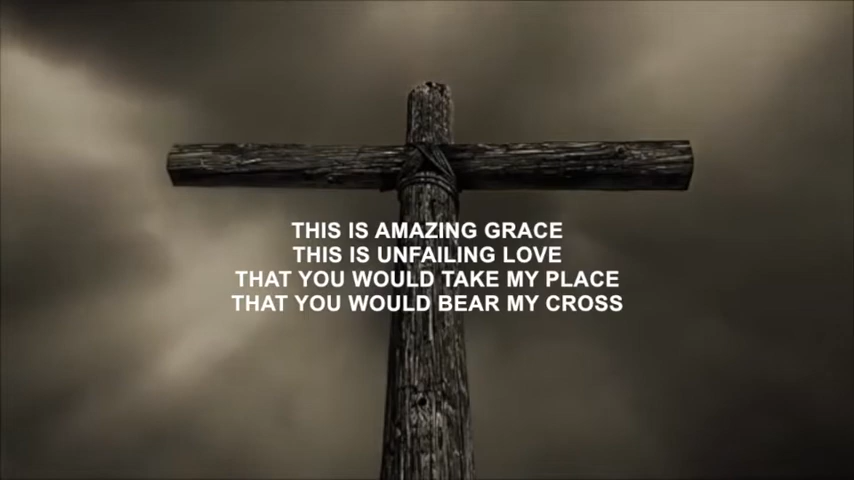 THIS IS AMAZING GRACE
THIS IS UNFAILING LOVE
THAT YOU WOULD TAKE MY PLACE
THAT YOU WOULD BEAR MY CROSS